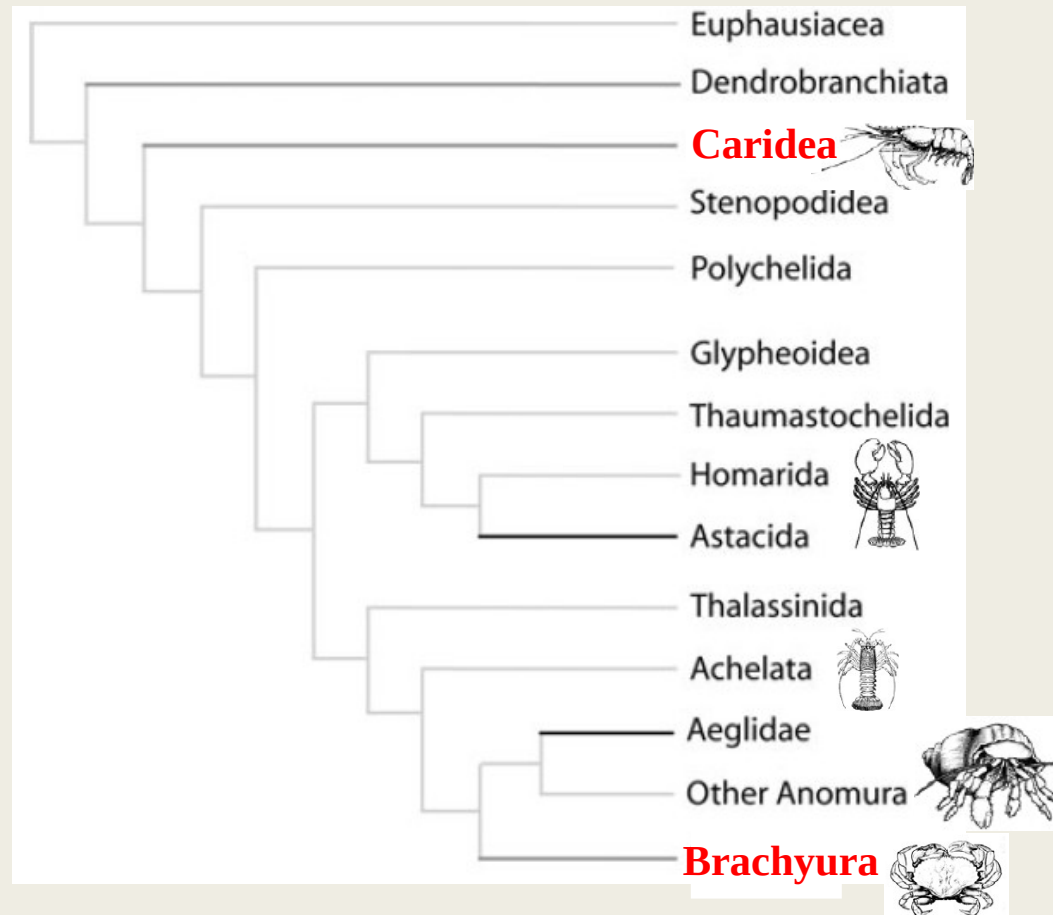 Euphausiacea
Dendrobranchiata
Caridea
Stenopodidea
Polychelida
Glypheoidea
Thaumastochelida
Homarida
Astacida
Thalassinida
Achelata
Aeglidae
Other Anomura
Brachyura